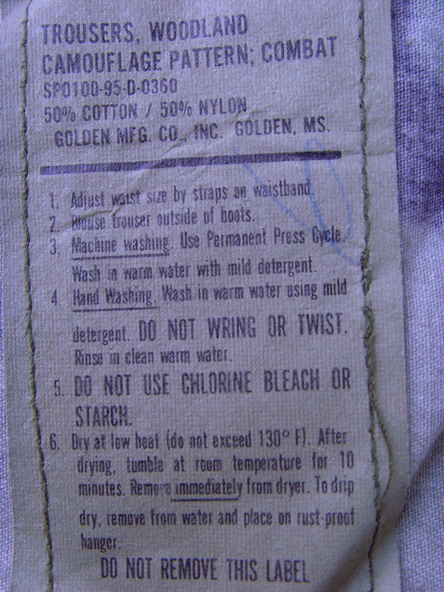 TROUSERS, WOODLAND
CAMOUFLAGE PATTERN; COMBAT
SPO100-95-D-0360
50% COTTON / 50% NYLON
GOLDEN MFG. CO., INC. GOLDEN, MS.
1. Adjust waist size by straps on waistband.
2. Blouse trouser outside of boots.
3. Machine washing. Use Permanent Press Cycle.
Wash in warm water with mild detergent.
4. Hand Washing. Wash in warm water using mild
detergent. DO NOT WRING OR TWIST.
Rinse in clean warm water.
5. DO NOT USE CHLORINE BLEACH OR
STARCH.
6. Dry at low heat (do not exceed 130° F). After
drying, tumble at room temperature for 10
minutes. Remove immediately from dryer. To drip
dry, remove from water and place on rust-proof
hanger.
DO NOT REMOVE THIS LABEL